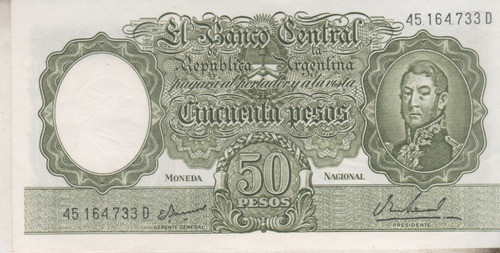 45.164.733 D
El Banco Central
de la
República Argentina
pagará al portador y a la vista
Cincuenta pesos
MONEDA NACIONAL
50
PESOS
45.164.733 D
GERENTE GENERAL
PRESIDENTE